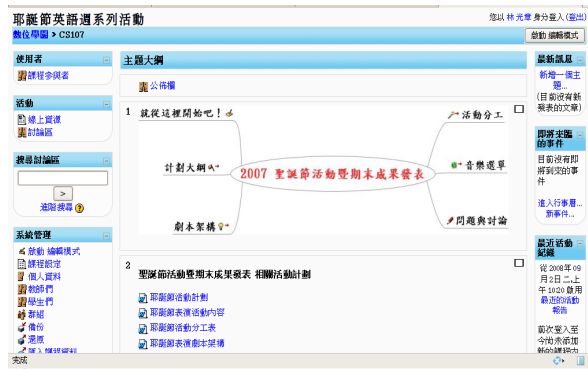 耶誕節英語週系列活動
您以 林光章 身分登入 (登出)
數位學園 > CS107
啟動 編輯模式
使用者
課程參與者
活動
線上資源
討論區
搜尋討論區
>
進階搜尋
系統管理
啟動 編輯模式
課程設定
個人資料
教師們
學生們
群組
備份
還原
匯入課程資料
主題大綱
公佈欄
1
就從這裡開始吧!
活動分工
計劃大綱
2007 聖誕節活動暨期末成果發表
音樂選單
劇本架構
問題與討論
2
聖誕節活動暨期末成果發表 相關活動計劃
耶誕節活動計劃
耶誕節表演活動內容
耶誕節活動分工表
耶誕節表演劇本架構
最新訊息
新增一個主
題...
(目前沒有新
發表的文章)
即將來臨
的事件
目前沒有即
將到來的事
件
進入行事曆...
新事件...
最近活動
紀錄
從 2008年 09
月 2日 二, 上
午 10:20 啟用
最近的活動
報告
前次登入至
今尚未添加
新的課程內
完成